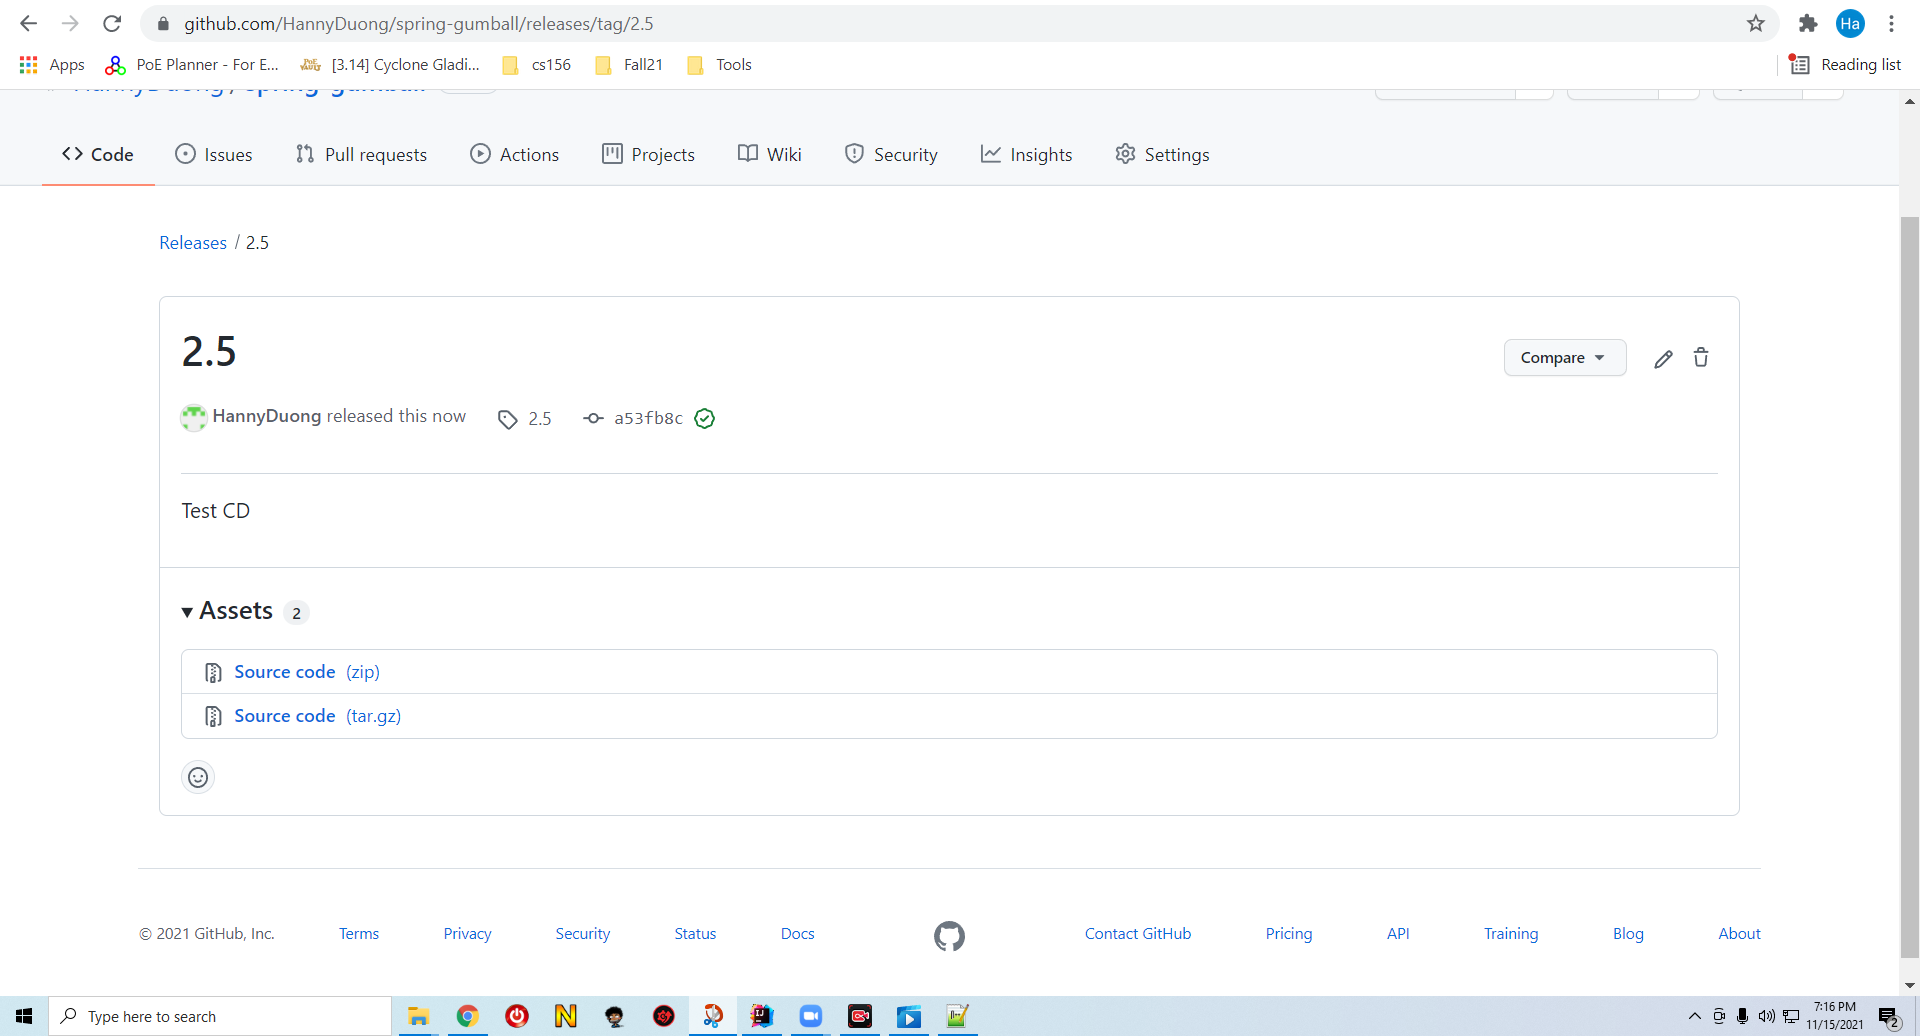 github.com/HannyDuong/spring-gumball/releases/tag/2.5
Ha
Apps PoE Planner - For E... [3.14] Cyclone Gladi... cs156 Fall21 Tools Reading list
HannyDuong / spring-gumball
Code Issues Pull requests Actions Projects Wiki Security Insights Settings
Releases / 2.5
2.5
Compare
HannyDuong released this now 2.5 a53fb8c
Test CD
Assets 2
Source code (zip)
Source code (tar.gz)
© 2021 GitHub, Inc. Terms Privacy Security Status Docs Contact GitHub Pricing API Training Blog About
Type here to search
7:16 PM
11/15/2021
2